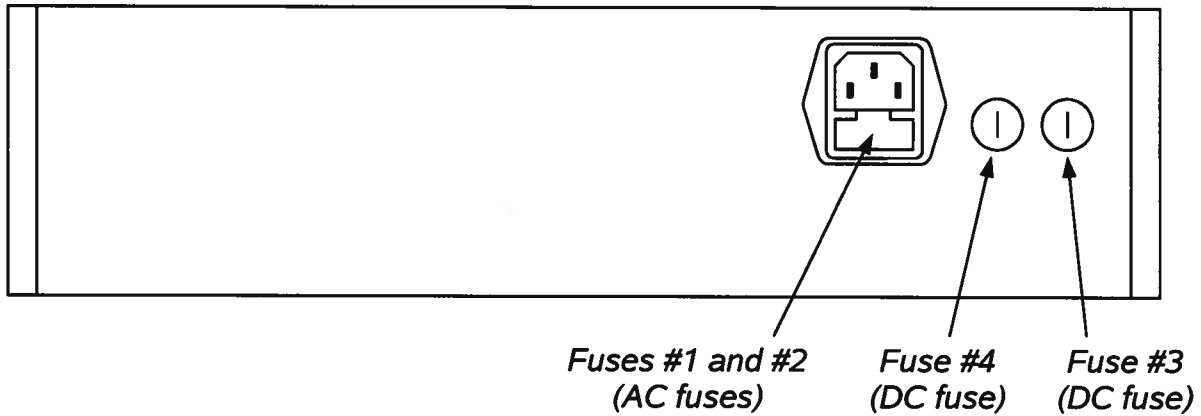 Fuses #1 and #2
(AC fuses)
Fuse #4
(DC fuse)
Fuse #3
(DC fuse)